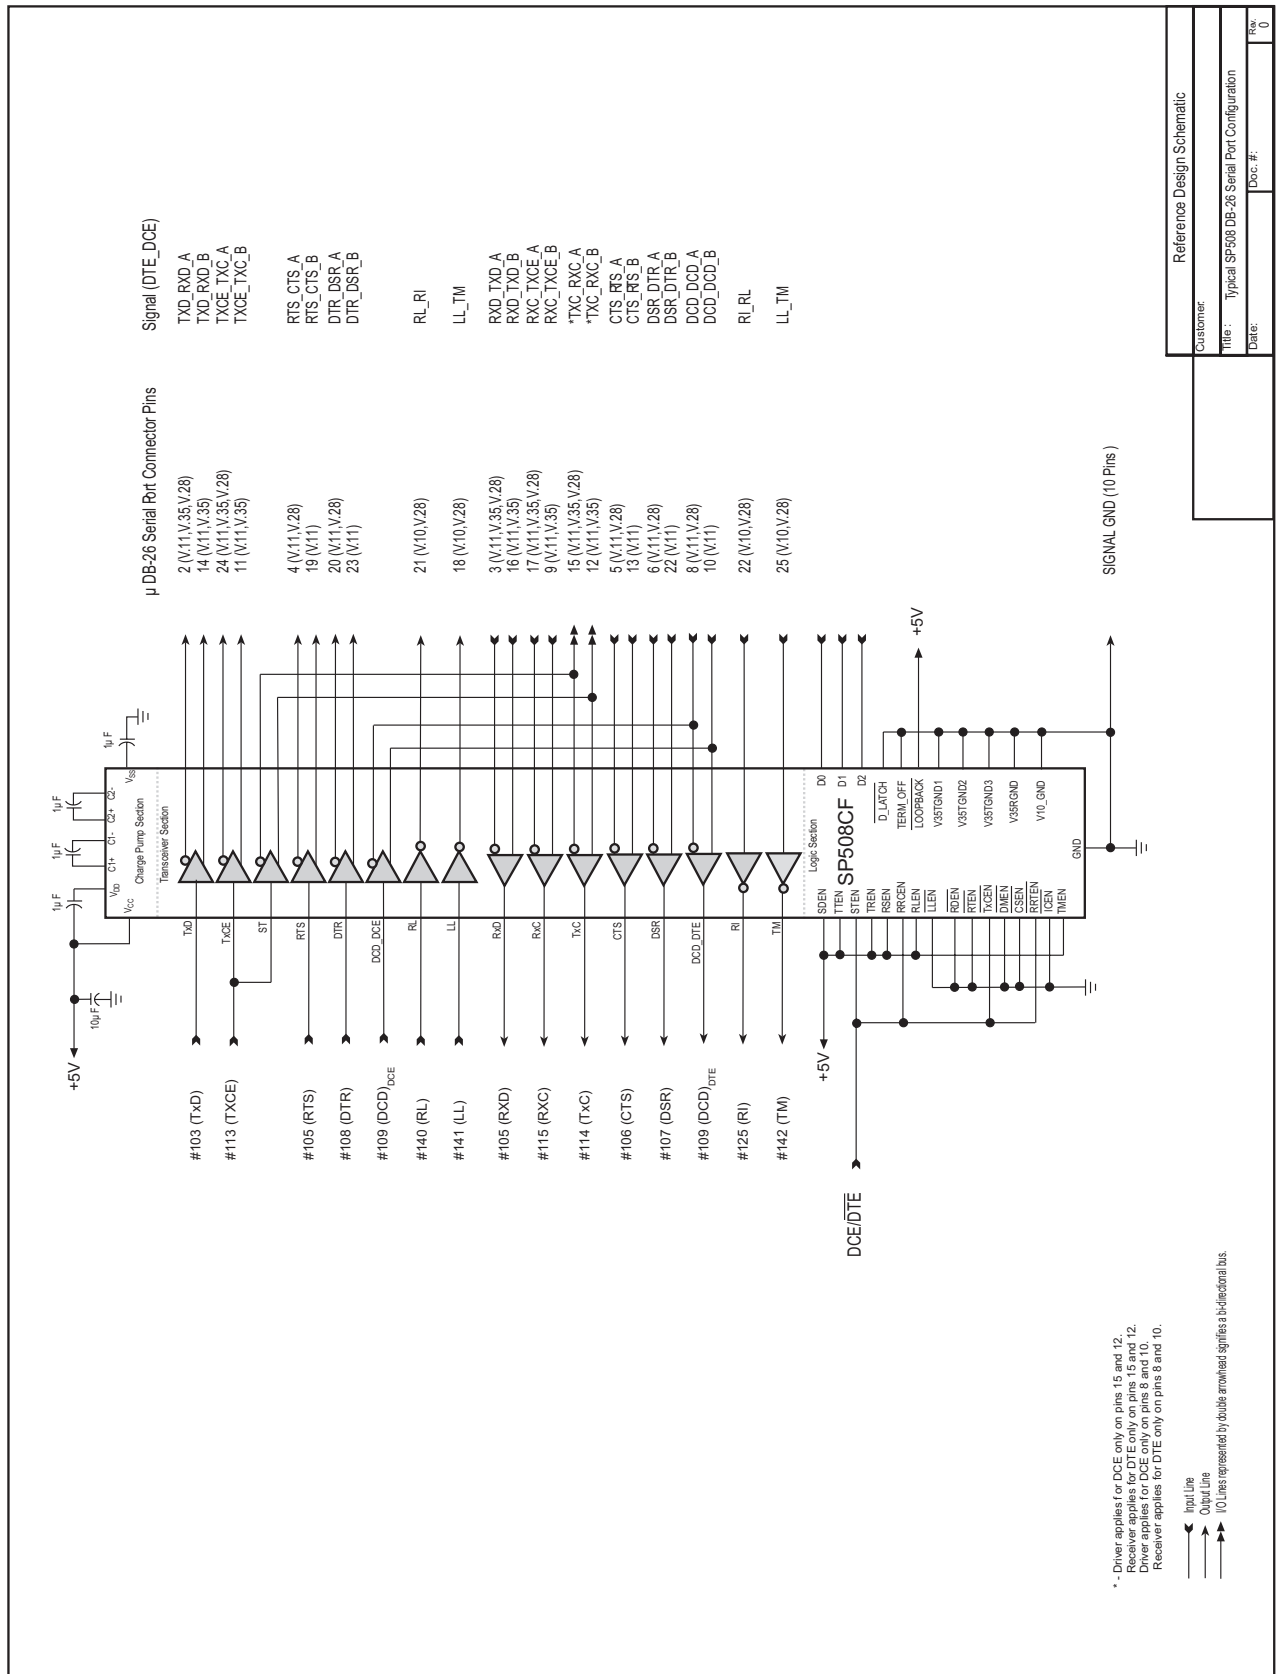 µ DB-26 Serial Port Connector Pins
Signal (DTE_DCE)
+5V
10µF
1µF
1µF
1µF
1µF
VCC
VDD
C1+
C1-
C2+
C2-
VSS
Charge Pump Section
Transceiver Section
#103 (TxD)
TxD
2 (V.11,V.35,V.28)
TXD_RXD_A
14 (V.11,V.35)
TXD_RXD_B
#113 (TXCE)
TxCE
24 (V.11,V.35,V.28)
TXCE_TXC_A
11 (V.11,V.35)
TXCE_TXC_B
ST
#105 (RTS)
RTS
4 (V.11,V.28)
RTS_CTS_A
19 (V.11)
RTS_CTS_B
#108 (DTR)
DTR
20 (V.11,V.28)
DTR_DSR_A
23 (V.11)
DTR_DSR_B
#109 (DCD)DCE
DCD_DCE
#140 (RL)
RL
21 (V.10,V.28)
RL_RI
#141 (LL)
LL
18 (V.10,V.28)
LL_TM
#105 (RXD)
RxD
3 (V.11,V.35,V.28)
RXD_TXD_A
16 (V.11,V.35)
RXD_TXD_B
#115 (RXC)
RxC
17 (V.11,V.35,V.28)
RXC_TXCE_A
9 (V.11,V.35)
RXC_TXCE_B
#114 (TxC)
TxC
15 (V.11,V.35,V.28)
*TXC_RXC_A
12 (V.11,V.35)
*TXC_RXC_B
#106 (CTS)
CTS
5 (V.11,V.28)
CTS_RTS_A
13 (V.11)
CTS_RTS_B
#107 (DSR)
DSR
6 (V.11,V.28)
DSR_DTR_A
22 (V.11)
DSR_DTR_B
#109 (DCD)DTE
DCD_DTE
8 (V.11,V.28)
DCD_DCD_A
10 (V.11)
DCD_DCD_B
#125 (RI)
RI
22 (V.10,V.28)
RI_RL
#142 (TM)
TM
25 (V.10,V.28)
LL_TM
Logic Section
SP508CF
+5V
DCE/DTE
SDEN
TTEN
STEN
TREN
RSEN
RRCEN
RLEN
LLEN
RDEN
RTEN
TxCEN
DMEN
CSEN
RRTEN
ICEN
TMEN
D0
D1
D2
D_LATCH
TERM_OFF
LOOPBACK
V35TGND1
V35TGND2
V35TGND3
V35RGND
V10_GND
GND
+5V
SIGNAL GND (10 Pins )
* - Driver applies for DCE only on pins 15 and 12.
Receiver applies for DTE only on pins 15 and 12.
Driver applies for DCE only on pins 8 and 10.
Receiver applies for DTE only on pins 8 and 10.
Input Line
Output Line
I/O Lines represented by double arrowhead signifies a bi-directional bus.
Reference Design Schematic
Customer:
Title : Typical SP508 DB-26 Serial Port Configuration
Date:
Doc. #:
Rev.
0